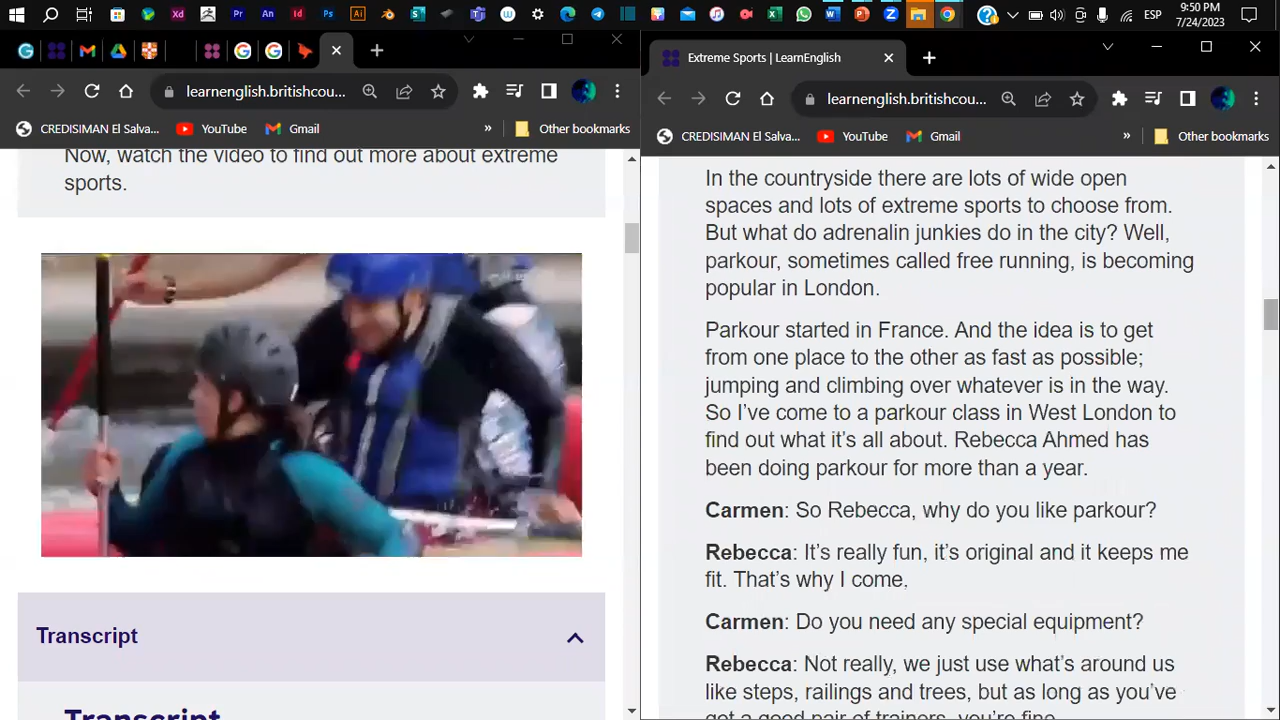 9:50 PM
ESP
7/24/2023
Extreme Sports | LearnEnglish
learnenglish.britishcou...
learnenglish.britishcou...
CREDISIMAN El Salva...
YouTube
Gmail
»
Other bookmarks
CREDISIMAN El Salva...
YouTube
Gmail
»
Other bookmarks
Now, watch the video to find out more about extreme
sports.
Transcript
Transcript
In the countryside there are lots of wide open
spaces and lots of extreme sports to choose from.
But what do adrenalin junkies do in the city? Well,
parkour, sometimes called free running, is becoming
popular in London.
Parkour started in France. And the idea is to get
from one place to the other as fast as possible;
jumping and climbing over whatever is in the way.
So I've come to a parkour class in West London to
find out what it's all about. Rebecca Ahmed has
been doing parkour for more than a year.
Carmen: So Rebecca, why do you like parkour?
Rebecca: It's really fun, it's original and it keeps me
fit. That's why I come.
Carmen: Do you need any special equipment?
Rebecca: Not really, we just use what's around us
like steps, railings and trees, but as long as you've
got a good pair of trainers, you're fine.